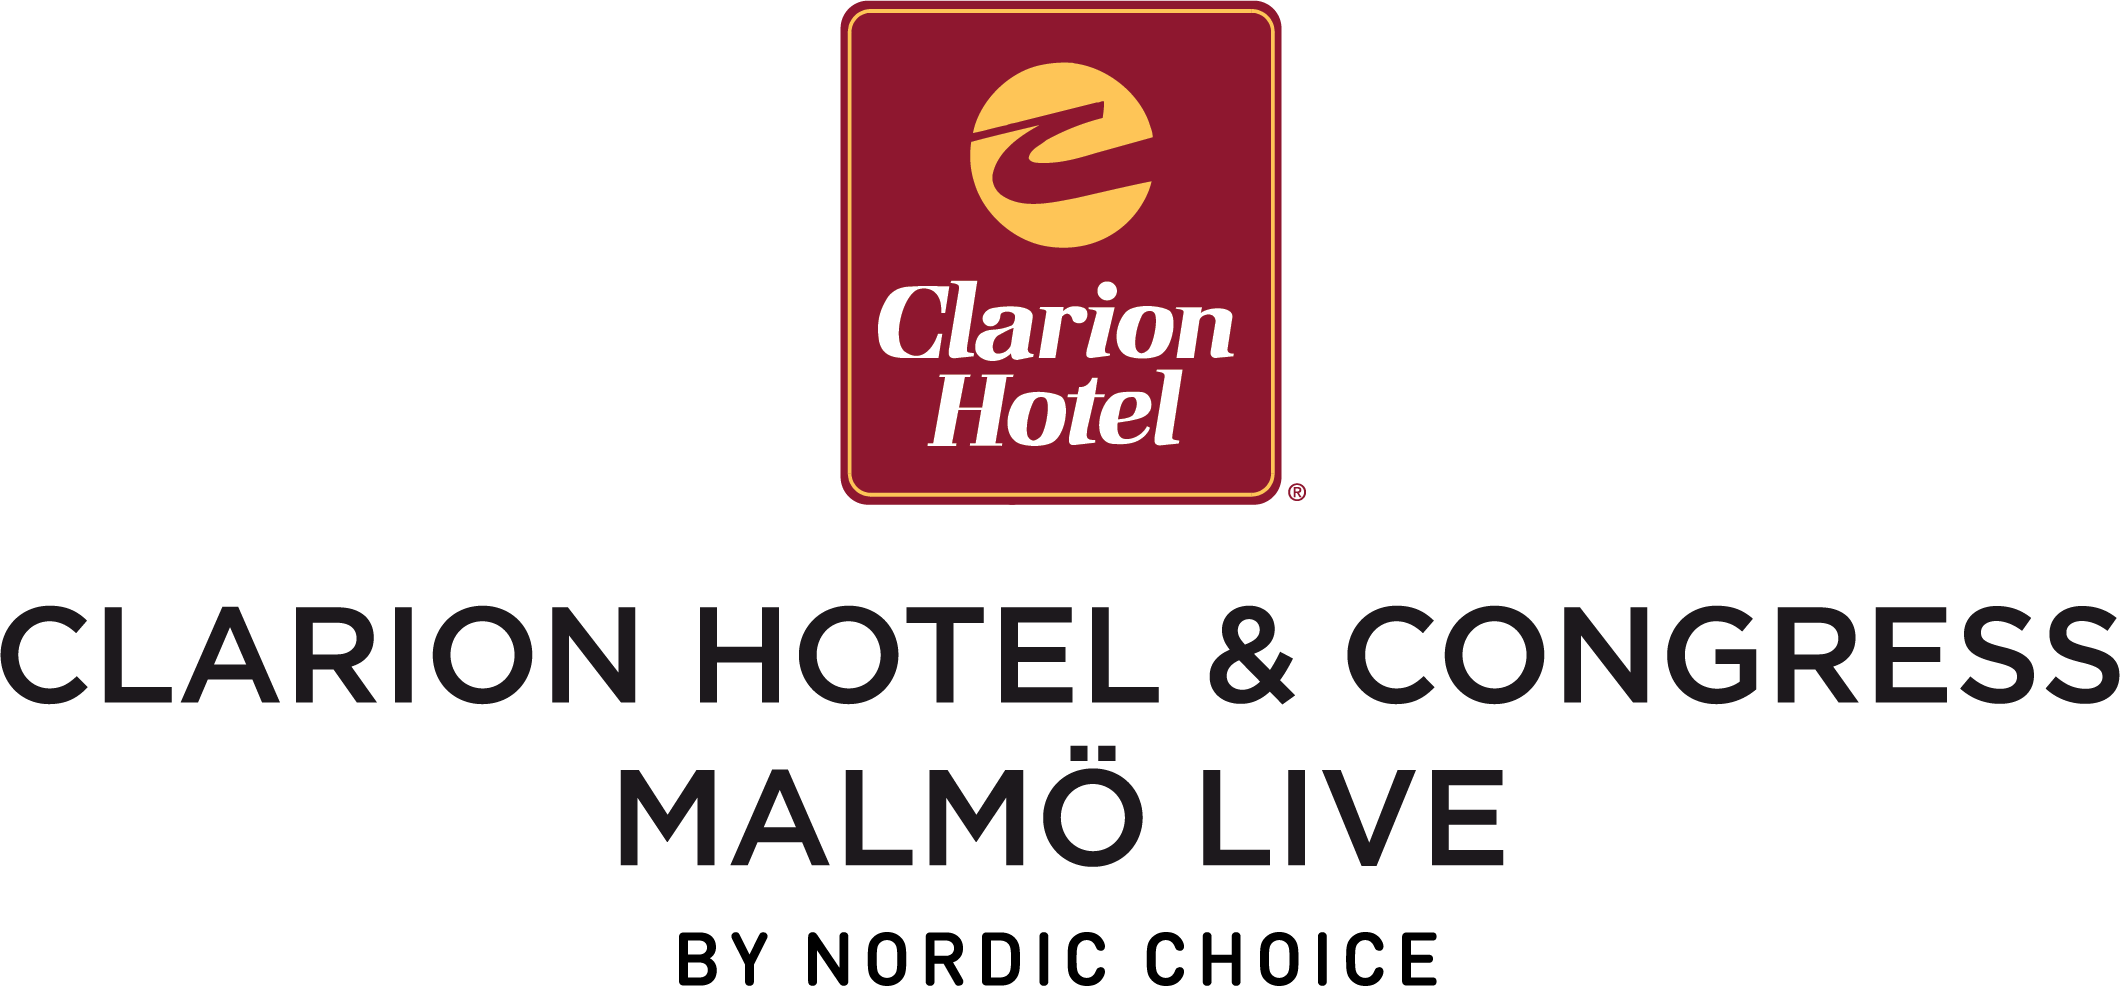 Clarion
Hotel
®
CLARION HOTEL & CONGRESS
MALMÖ LIVE
BY NORDIC CHOICE